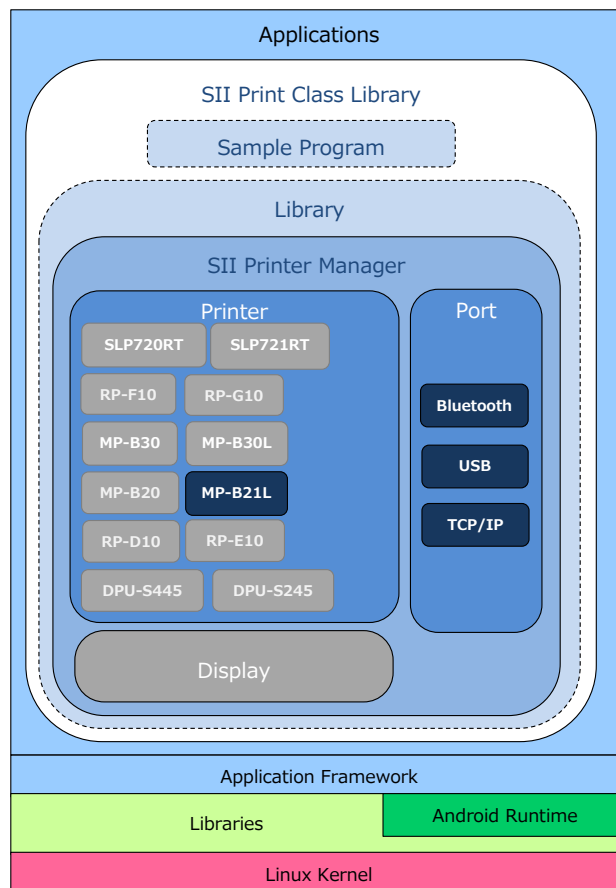 Applications
SII Print Class Library
Sample Program
Library
SII Printer Manager
Printer
SLP720RT
SLP721RT
RP-F10
RP-G10
MP-B30
MP-B30L
MP-B20
MP-B21L
RP-D10
RP-E10
DPU-S445
DPU-S245
Display
Port
Bluetooth
USB
TCP/IP
Application Framework
Libraries
Android Runtime
Linux Kernel